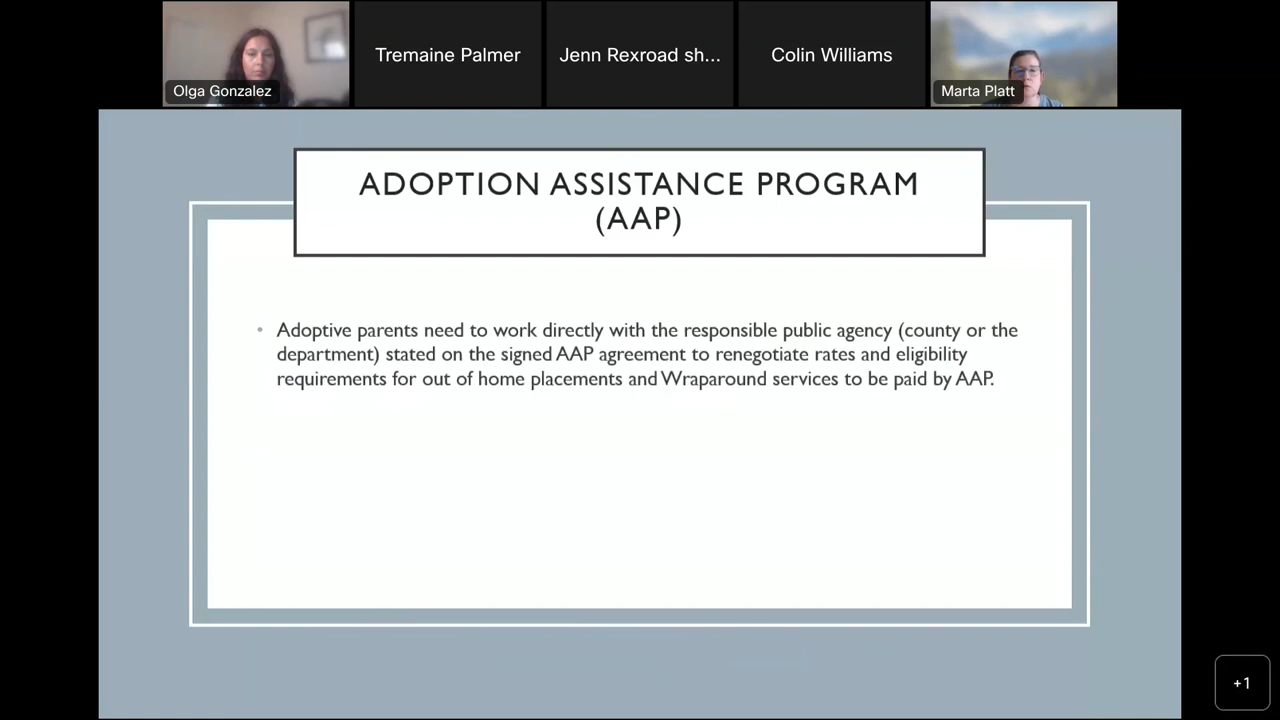 Olga Gonzalez
Tremaine Palmer
Jenn Rexroad sh...
Colin Williams
Marta Platt
ADOPTION ASSISTANCE PROGRAM
(AAP)
• Adoptive parents need to work directly with the responsible public agency (county or the
department) stated on the signed AAP agreement to renegotiate rates and eligibility
requirements for out of home placements and Wraparound services to be paid by AAP.
+1